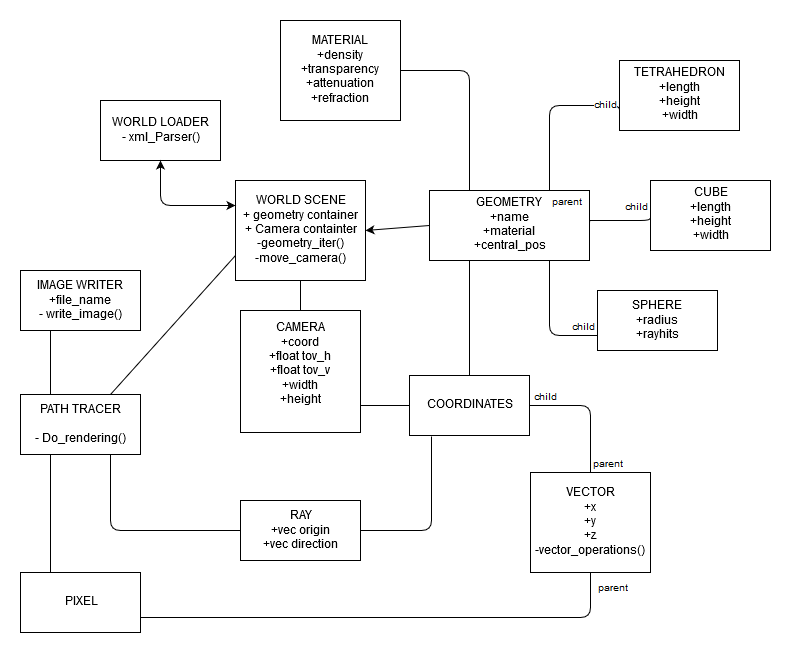 MATERIAL
+density
+transparency
+attenuation
+refraction
TETRAHEDRON
+length
+height
+width
child
WORLD LOADER
- xml_Parser()
WORLD SCENE
+ geometry container
+ Camera containter
-geometry_iter()
-move_camera()
GEOMETRY
parent
+name
+material
+central_pos
child
CUBE
+length
+height
+width
IMAGE WRITER
+file_name
- write_image()
SPHERE
+radius
+rayhits
child
CAMERA
+coord
+float tov_h
+float tov_v
+width
+height
COORDINATES
child
PATH TRACER
- Do_rendering()
parent
VECTOR
+x
+y
+z
-vector_operations()
RAY
+vec origin
+vec direction
parent
PIXEL